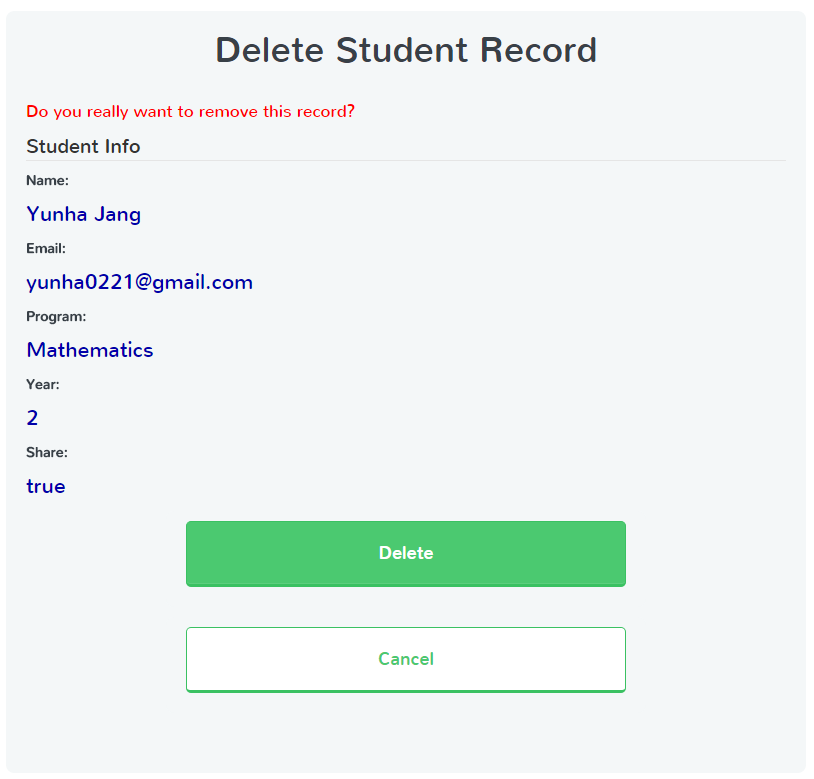 Delete Student Record
Do you really want to remove this record?
Student Info
Name:
Yunha Jang
Email:
yunha0221@gmail.com
Program:
Mathematics
Year:
2
Share:
true
Delete
Cancel